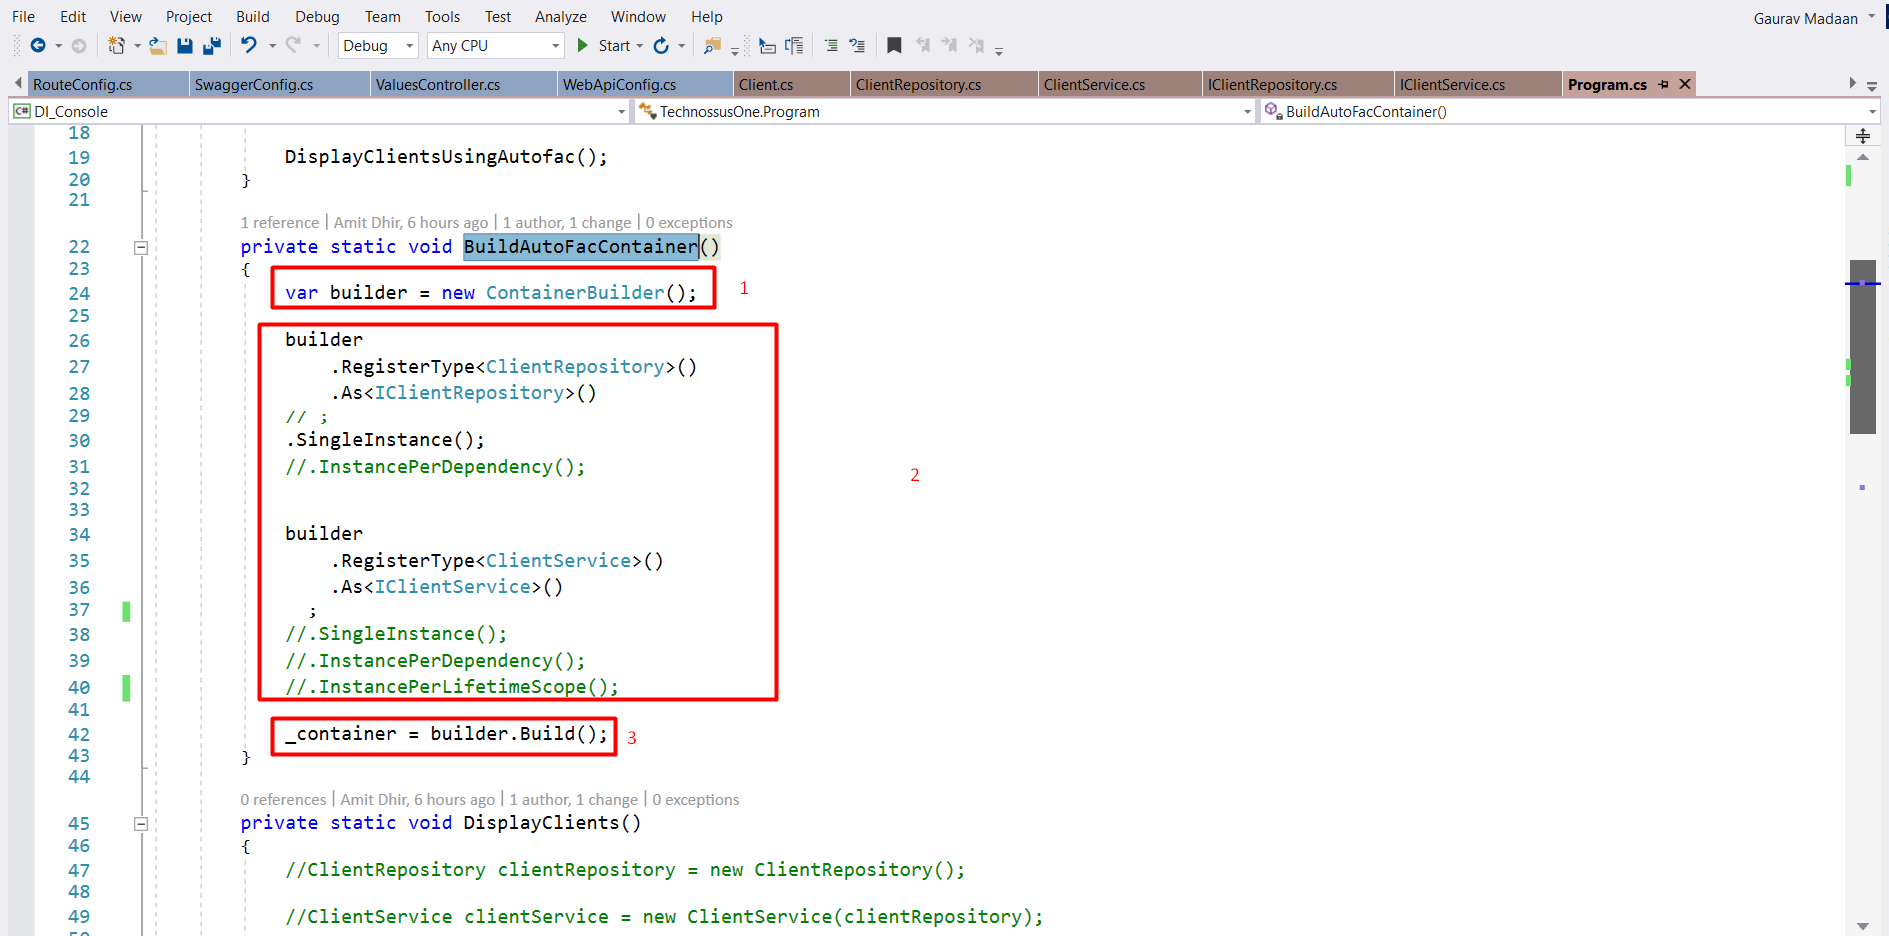 File Edit View Project Build Debug Team Tools Test Analyze Window Help
Gaurav Madaan
Debug Any CPU Start
RouteConfig.cs SwaggerConfig.cs ValuesController.cs WebApiConfig.cs Client.cs ClientRepository.cs ClientService.cs IClientRepository.cs IClientService.cs Program.cs
C# DI_Console TechnossusOne.Program BuildAutoFacContainer()
18
19 DisplayClientsUsingAutofac();
20 }
21
1 reference | Amit Dhir, 6 hours ago | 1 author, 1 change | 0 exceptions
22 private static void BuildAutoFacContainer()
23 {
24 var builder = new ContainerBuilder(); 1
25
26 builder
27 .RegisterType<ClientRepository>()
28 .As<IClientRepository>()
29 // ;
30 .SingleInstance();
31 //.InstancePerDependency(); 2
32
33
34 builder
35 .RegisterType<ClientService>()
36 .As<IClientService>()
37 ;
38 //.SingleInstance();
39 //.InstancePerDependency();
40 //.InstancePerLifetimeScope();
41
42 _container = builder.Build(); 3
43 }
44
0 references | Amit Dhir, 6 hours ago | 1 author, 1 change | 0 exceptions
45 private static void DisplayClients()
46 {
47 //ClientRepository clientRepository = new ClientRepository();
48
49 //ClientService clientService = new ClientService(clientRepository);